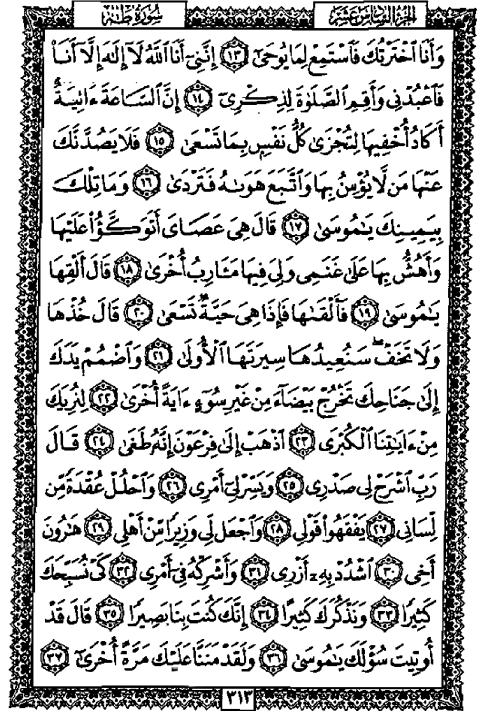 الجزء السادس عشر سورة طه
وَأَنَا ٱخْتَرْتُكَ فَٱسْتَمِعْ لِمَا يُوحَىٰٓ ١٣ إِنَّنِىٓ أَنَا ٱللَّهُ لَآ إِلَـٰهَ إِلَّآ أَنَا۠
فَٱعْبُدْنِى وَأَقِمِ ٱلصَّلَوٰةَ لِذِكْرِىٓ ١٤ إِنَّ ٱلسَّاعَةَ ءَاتِيَةٌ
أَكَادُ أُخْفِيهَا لِتُجْزَىٰ كُلُّ نَفْسٍۭ بِمَا تَسْعَىٰ ١٥ فَلَا يَصُدَّنَّكَ
عَنْهَا مَن لَّا يُؤْمِنُ بِهَا وَٱتَّبَعَ هَوَىٰهُ فَتَرْدَىٰ ١٦ وَمَا تِلْكَ
بِيَمِينِكَ يَـٰمُوسَىٰ ١٧ قَالَ هِىَ عَصَاىَ أَتَوَكَّؤُا۟ عَلَيْهَا
وَأَهُشُّ بِهَا عَلَىٰ غَنَمِى وَلِىَ فِيهَا مَـَٔارِبُ أُخْرَىٰ ١٨ قَالَ أَلْقِهَا
يَـٰمُوسَىٰ ١٩ فَأَلْقَىٰهَا فَإِذَا هِىَ حَيَّةٌ تَسْعَىٰ ٢٠ قَالَ خُذْهَا
وَلَا تَخَفْ ۖ سَنُعِيدُهَا سِيرَتَهَا ٱلْأُولَىٰ ٢١ وَٱضْمُمْ يَدَكَ
إِلَىٰ جَنَاحِكَ تَخْرُجْ بَيْضَآءَ مِنْ غَيْرِ سُوٓءٍ ءَايَةً أُخْرَىٰ ٢٢ لِنُرِيَكَ
مِنْ ءَايَـٰتِنَا ٱلْكُبْرَى ٢٣ ٱذْهَبْ إِلَىٰ فِرْعَوْنَ إِنَّهُۥ طَغَىٰ ٢٤ قَالَ
رَبِّ ٱشْرَحْ لِى صَدْرِى ٢٥ وَيَسِّرْ لِىٓ أَمْرِى ٢٦ وَٱحْلُلْ عُقْدَةً مِّن
لِّسَانِى ٢٧ يَفْقَهُوا۟ قَوْلِى ٢٨ وَٱجْعَل لِّى وَزِيرًا مِّنْ أَهْلِى ٢٩ هَـٰرُونَ
أَخِى ٣٠ ٱشْدُدْ بِهِۦٓ أَزْرِى ٣١ وَأَشْرِكْهُ فِىٓ أَمْرِى ٣٢ كَىْ نُسَبِّحَكَ
كَثِيرًا ٣٣ وَنَذْكُرَكَ كَثِيرًا ٣٤ إِنَّكَ كُنتَ بِنَا بَصِيرًا ٣٥ قَالَ قَدْ
أُوتِيتَ سُؤْلَكَ يَـٰمُوسَىٰ ٣٦ وَلَقَدْ مَنَنَّا عَلَيْكَ مَرَّةً أُخْرَىٰٓ ٣٧
٣١٣